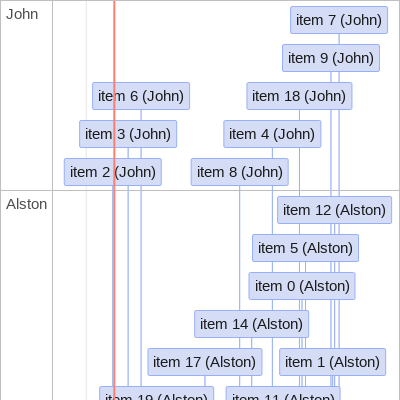 John
item 7 (John)
item 9 (John)
item 6 (John)
item 18 (John)
item 3 (John)
item 4 (John)
item 2 (John)
item 8 (John)
Alston
item 12 (Alston)
item 5 (Alston)
item 0 (Alston)
item 14 (Alston)
item 17 (Alston)
item 1 (Alston)
item 19 (Alston)
item 11 (Alston)